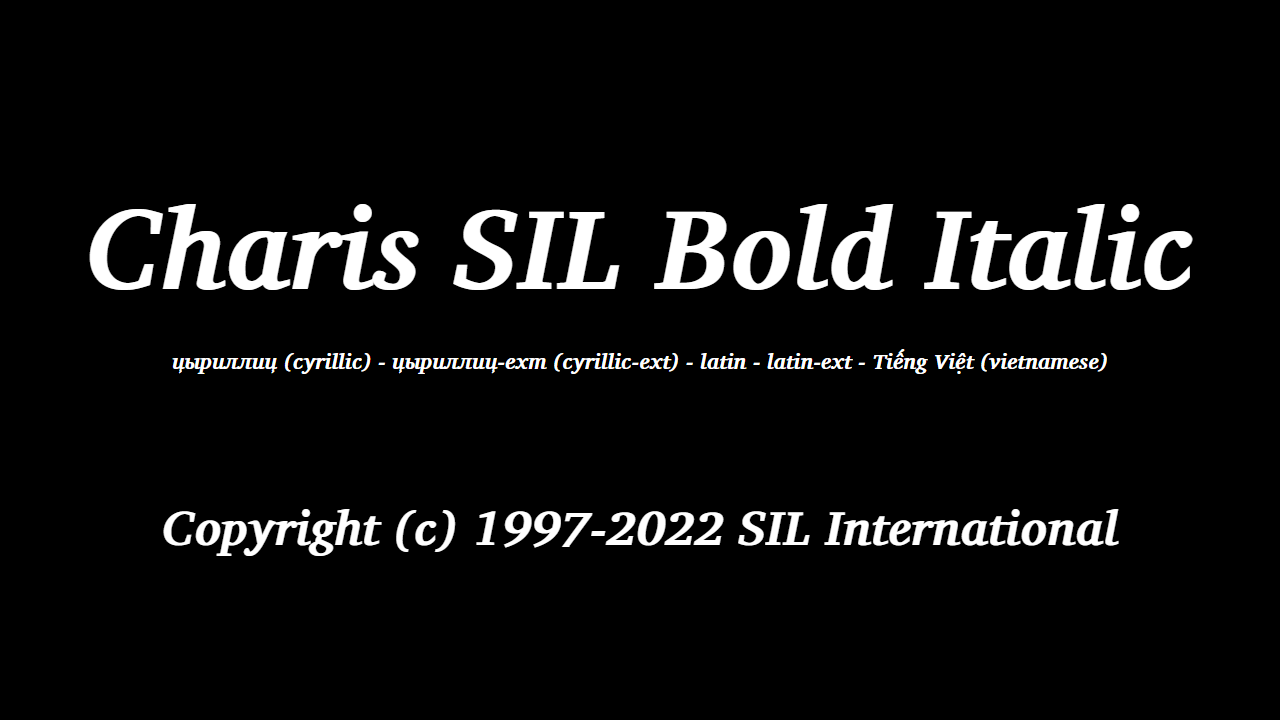 Charis SIL Bold Italic
цыриллиц (cyrillic) - цыриллиц-ехт (cyrillic-ext) - latin - latin-ext - Tiếng Việt (vietnamese)
Copyright (c) 1997-2022 SIL International